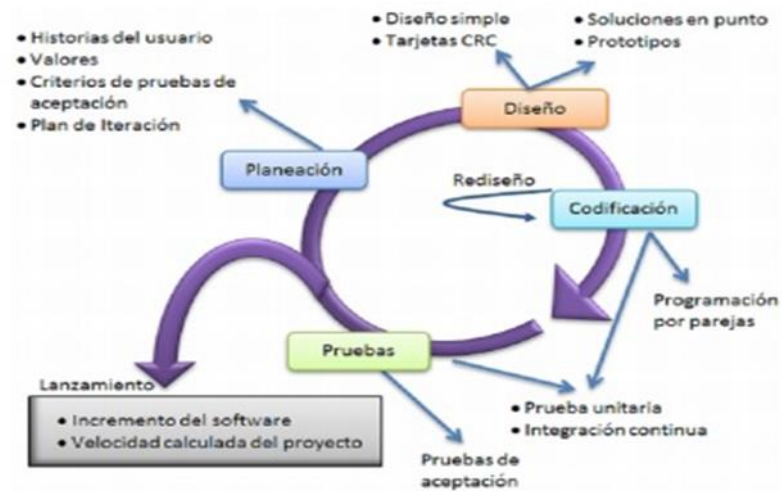 • Historias del usuario
• Valores
• Criterios de pruebas de
aceptación
• Plan de Iteración
• Diseño simple
• Tarjetas CRC
• Soluciones en punto
• Prototipos
Diseño
Planeación
Rediseño
Codificación
Programación
por parejas
Pruebas
Lanzamiento
• Incremento del software
• Velocidad calculada del proyecto
• Prueba unitaria
• Integración continua
Pruebas de
aceptación